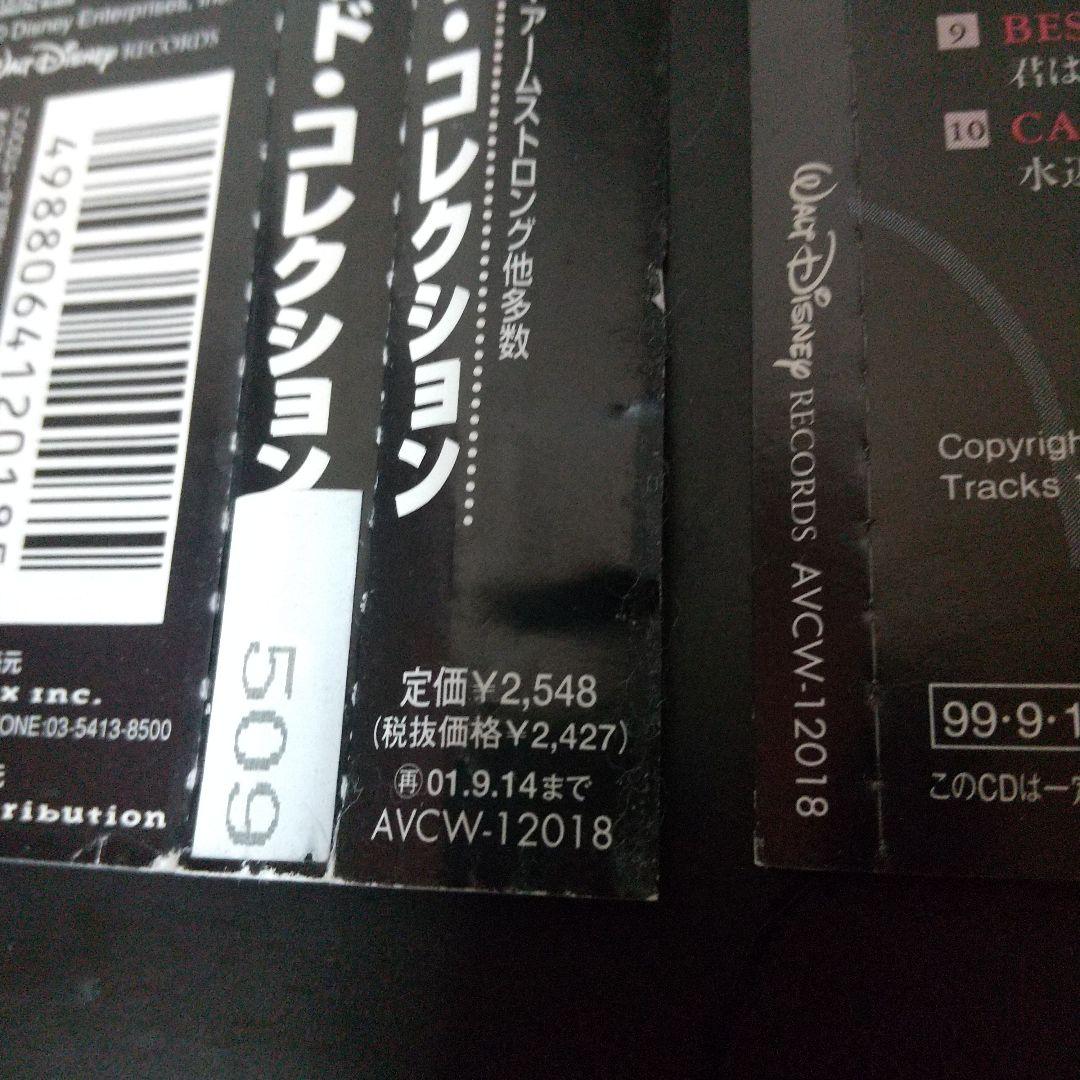 Disney Enterprises, Inc.
Walt Disney RECORDS
4988064120185
元
x inc.
ONE:03-5413-8500
ribution
ド・コレクション
509
・コレクション
アームストロング他多数
定価¥2,548
(税抜価格¥2,427)
再 01.9.14まで
AVCW-12018
WALT DISNEY RECORDS AVCW-12018
9 BES
君は
10 CA
水辺
Copyrigh
Tracks 1
99・9・1
このCDは一定